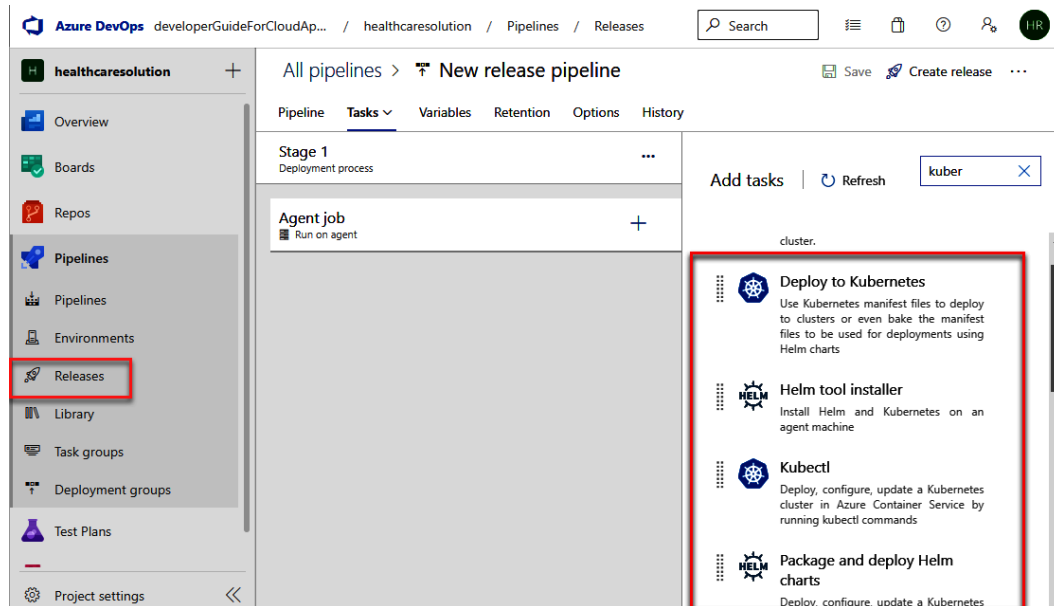 Azure DevOps developerGuideForCloudAp... / healthcaresolution / Pipelines / Releases
Search
HR
H healthcaresolution
Overview
Boards
Repos
Pipelines
Pipelines
Environments
Releases
Library
Task groups
Deployment groups
Test Plans
Project settings
All pipelines > New release pipeline
Save Create release ...
Pipeline Tasks Variables Retention Options History
Stage 1
Deployment process
Agent job
Run on agent
Add tasks | Refresh
kuber
cluster.
Deploy to Kubernetes
Use Kubernetes manifest files to deploy
to clusters or even bake the manifest
files to be used for deployments using
Helm charts
HELM
Helm tool installer
Install Helm and Kubernetes on an
agent machine
Kubectl
Deploy, configure, update a Kubernetes
cluster in Azure Container Service by
running kubectl commands
HELM
Package and deploy Helm
charts
Deploy, configure, update a Kubernetes